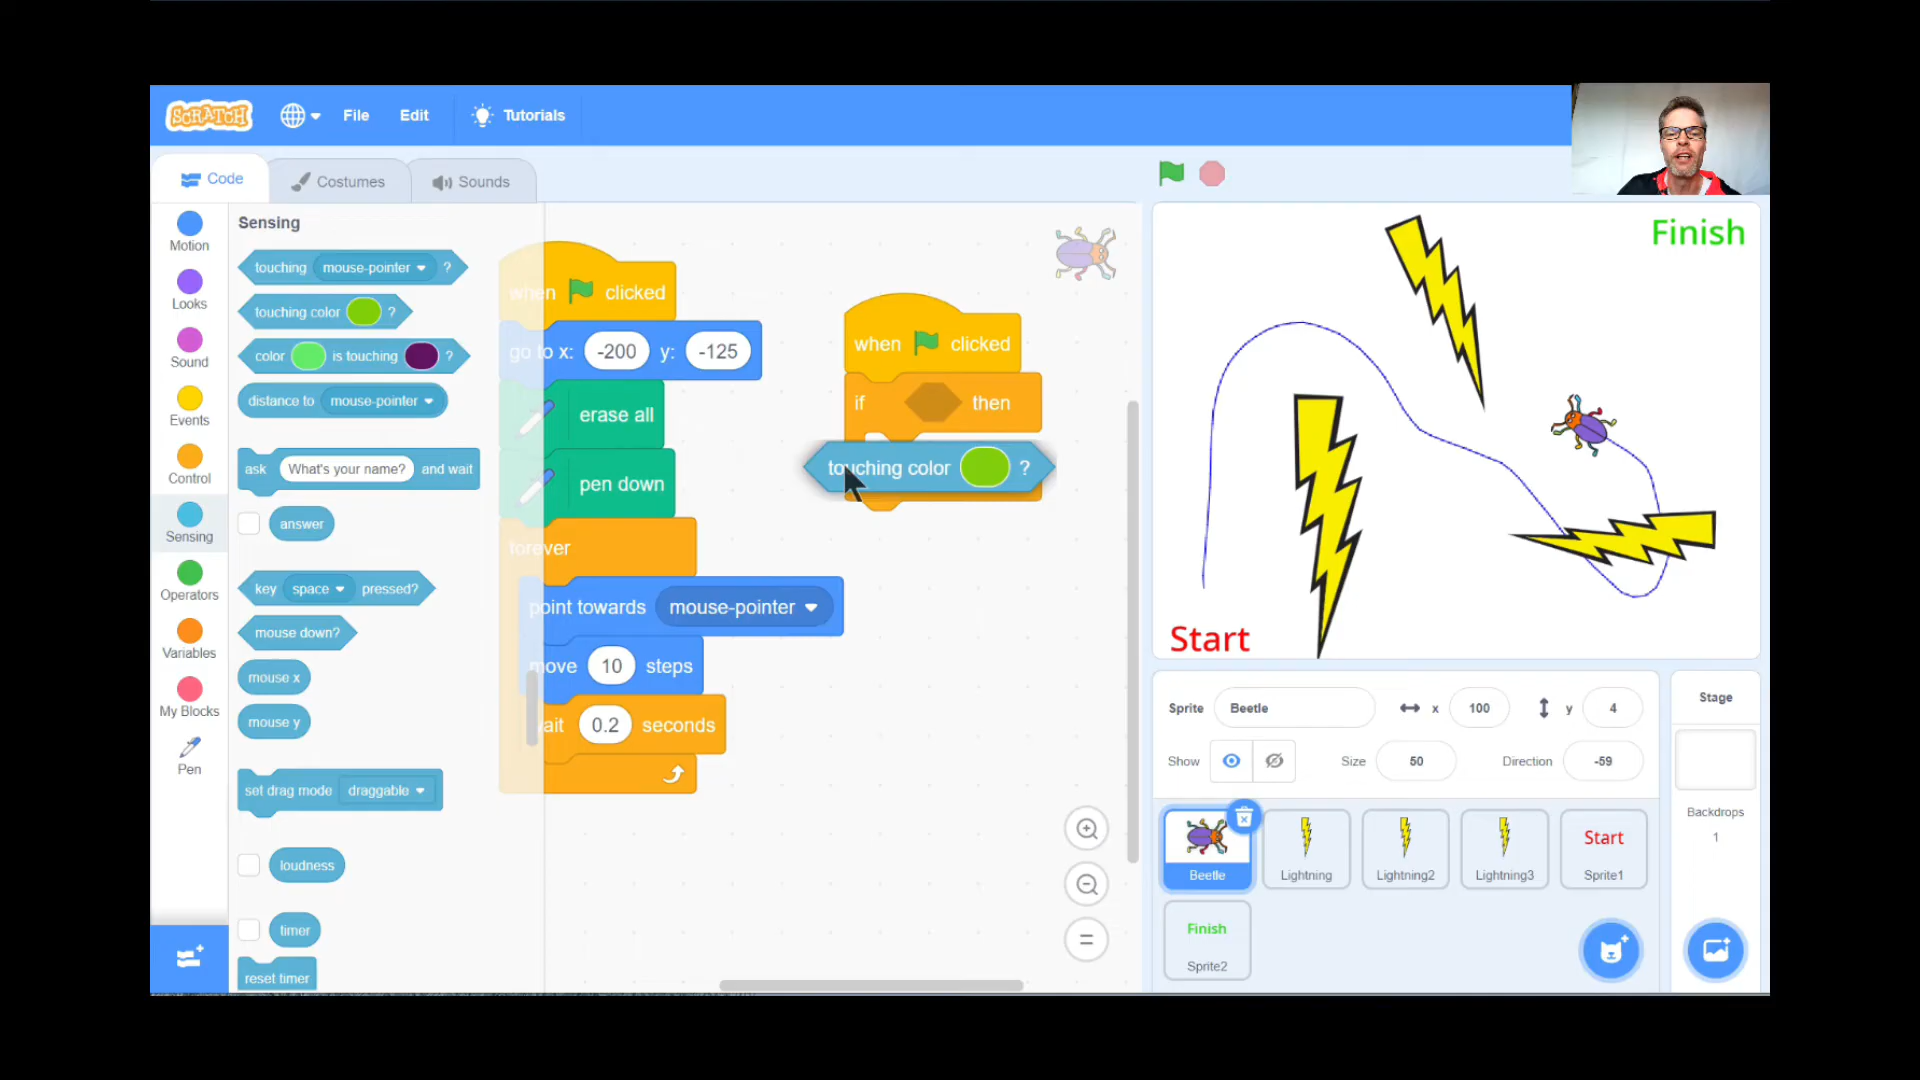 SCRATCH
File
Edit
Tutorials
Code
Costumes
Sounds
Motion
Looks
Sound
Events
Control
Sensing
Operators
Variables
My Blocks
Pen
Sensing
touching mouse-pointer ?
touching color ?
color is touching ?
distance to mouse-pointer
ask What's your name? and wait
answer
key space pressed?
mouse down?
mouse x
mouse y
set drag mode draggable
loudness
timer
reset timer
when clicked
go to x: -200 y: -125
erase all
pen down
forever
point towards mouse-pointer
move 10 steps
wait 0.2 seconds
when clicked
if then
touching color ?
Finish
Start
Sprite Beetle x 100 y 4
Show Size 50 Direction -59
Beetle
Lightning
Lightning2
Lightning3
Start
Sprite1
Finish
Sprite2
Stage
Backdrops
1